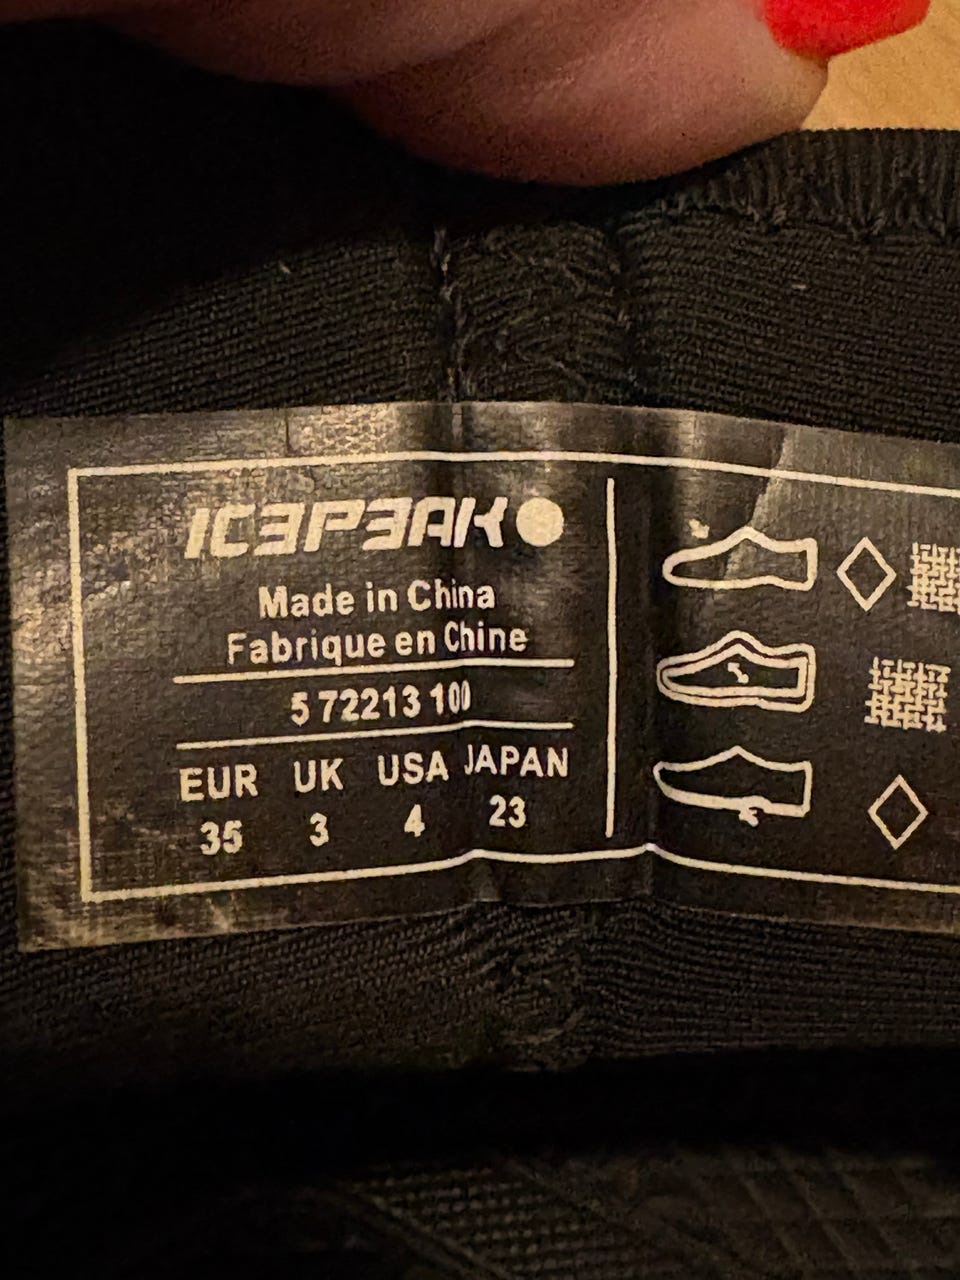 ICEPEAK
Made in China
Fabrique en Chine
5 72213 100
EUR UK USA JAPAN
35 3 4 23